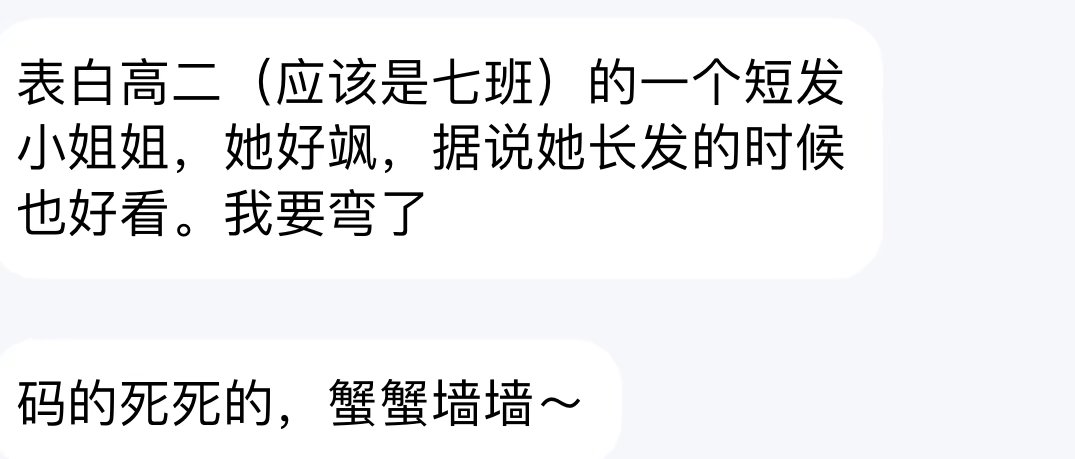 表白高二（应该是七班）的一个短发
小姐姐，她好飒，据说她长发的时候
也好看。我要弯了
码的死死的，蟹蟹墙墙～